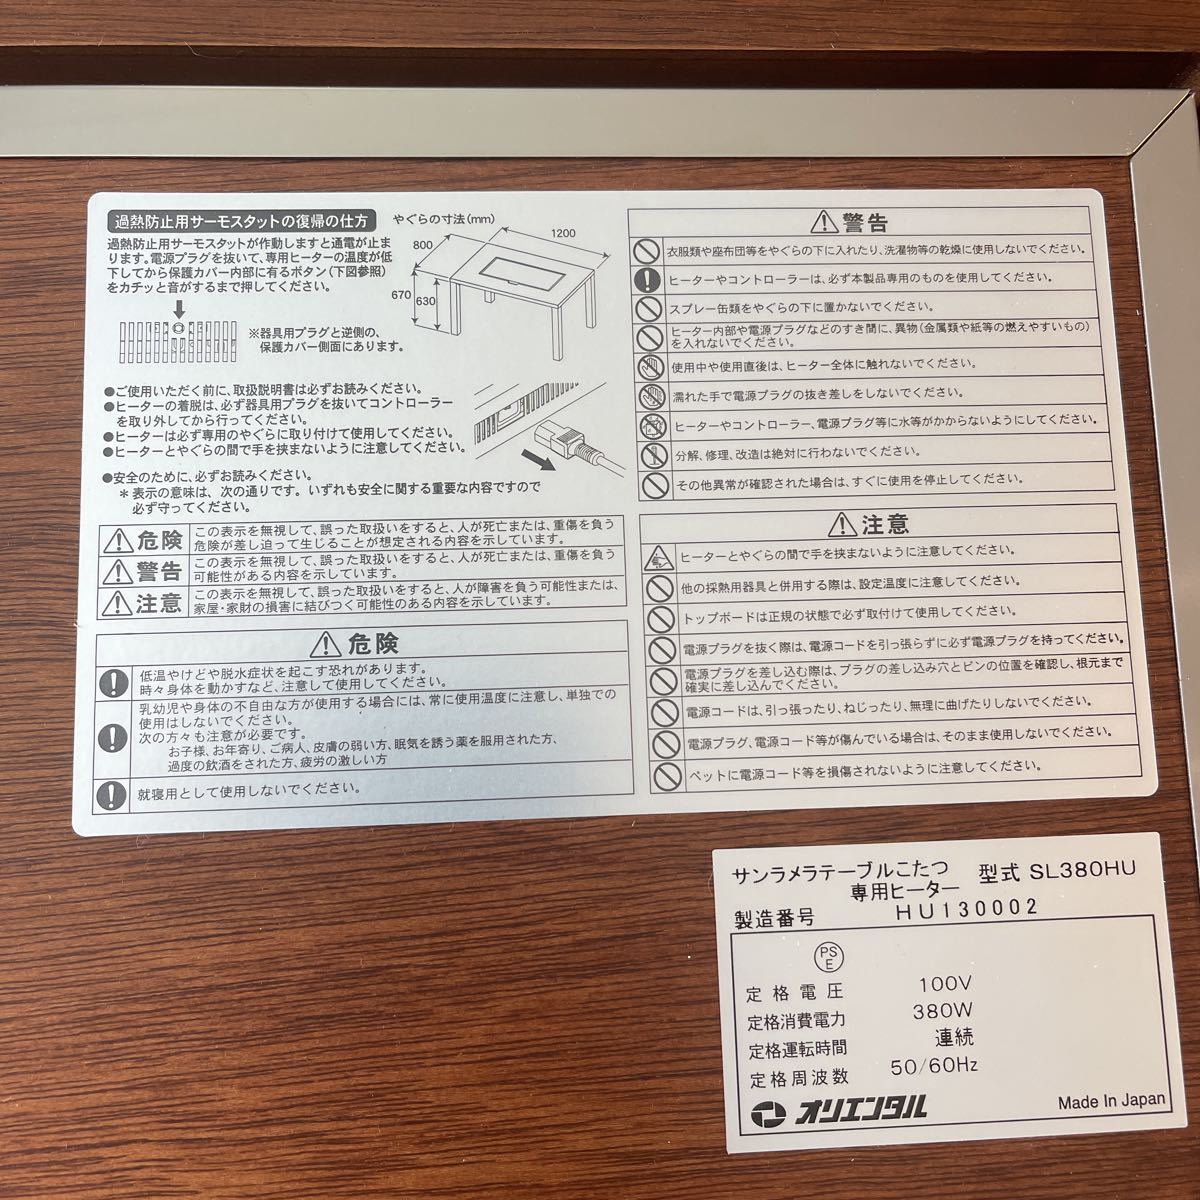 過熱防止用サーモスタットの復帰の仕方
過熱防止用サーモスタットが作動しますと通電が止ま
ります。電源プラグを抜いて、専用ヒーターの温度が低
下してから保護カバー内部に有るボタン(下図参照)
をカチッと音がするまで押してください。
※器具用プラグと逆側の、
保護カバー側面にあります。
やぐらの寸法(mm)
800
1200
670
630
●ご使用いただく前に、取扱説明書は必ずお読みください。
●ヒーターの着脱は、必ず器具用プラグを抜いてコントローラー
を取り外してから行ってください。
●ヒーターは必ず専用のやぐらに取り付けて使用してください。
●ヒーターとやぐらの間で手を挟まないように注意してください。
●安全のために、必ずお読みください。
＊表示の意味は、次の通りです。いずれも安全に関する重要な内容ですので
必ず守ってください。
危険
この表示を無視して、誤った取扱いをすると、人が死亡または、重傷を負う
危険が差し迫って生じることが想定される内容を示しています。
警告
この表示を無視して、誤った取扱いをすると、人が死亡または、重傷を負う
可能性がある内容を示しています。
注意
この表示を無視して、誤った取扱いをすると、人が障害を負う可能性または、
家屋・家財の損害に結びつく可能性のある内容を示しています。
危険
低温やけどや脱水症状を起こす恐れがあります。
時々身体を動かすなど、注意して使用してください。
乳幼児や身体の不自由な方が使用する場合には、常に使用温度に注意し、単独での
使用はしないでください。
次の方々も注意が必要です。
お子様、お年寄り、ご病人、皮膚の弱い方、眠気を誘う薬を服用された方、
過度の飲酒をされた方、疲労の激しい方
就寝用として使用しないでください。
警告
衣服類や座布団等をやぐらの下に入れたり、洗濯物等の乾燥に使用しないでください。
ヒーターやコントローラーは、必ず本製品専用のものを使用してください。
スプレー缶類をやぐらの下に置かないでください。
ヒーター内部や電源プラグなどのすき間に、異物(金属類や紙等の燃えやすいもの)
を入れないでください。
使用中や使用直後は、ヒーター全体に触れないでください。
濡れた手で電源プラグの抜き差しをしないでください。
ヒーターやコントローラー、電源プラグ等に水等がかからないようにしてください。
分解、修理、改造は絶対に行わないでください。
その他異常が確認された場合は、すぐに使用を停止してください。
注意
ヒーターとやぐらの間で手を挟まないように注意してください。
他の採熱用器具と併用する際は、設定温度に注意してください。
トップボードは正規の状態で必ず取付けて使用してください。
電源プラグを抜く際は、電源コードを引っ張らずに必ず電源プラグを持ってください。
電源プラグを差し込む際は、プラグの差し込み穴とピンの位置を確認し、根元まで
確実に差し込んでください。
電源コードは、引っ張ったり、ねじったり、無理に曲げたりしないでください。
電源プラグ、電源コード等が傷んでいる場合は、そのまま使用しないでください。
ペットに電源コード等を損傷されないように注意してください。
サンラメラテーブルこたつ 型式 SL380HU
専用ヒーター
製造番号 HU130002
PS
E
定格電圧 100V
定格消費電力 380W
定格運転時間 連続
定格周波数 50/60Hz
オリエンタル Made In Japan